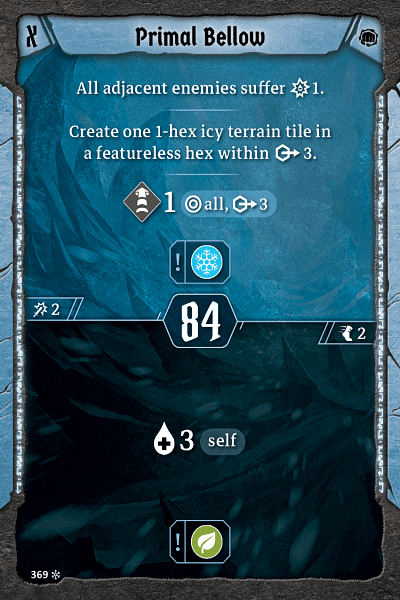 X
Primal Bellow
All adjacent enemies suffer 1.
Create one 1-hex icy terrain tile in
a featureless hex within 3.
1 all, 3
!
2
84
2
3 self
!
369